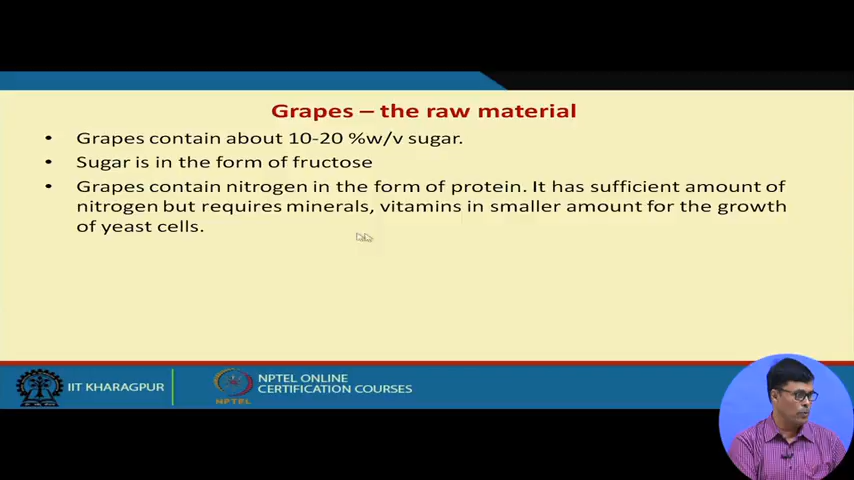 Grapes – the raw material
• Grapes contain about 10-20 %w/v sugar.
• Sugar is in the form of fructose
• Grapes contain nitrogen in the form of protein. It has sufficient amount of
nitrogen but requires minerals, vitamins in smaller amount for the growth
of yeast cells.
IIT KHARAGPUR
NPTEL
NPTEL ONLINE
CERTIFICATION COURSES